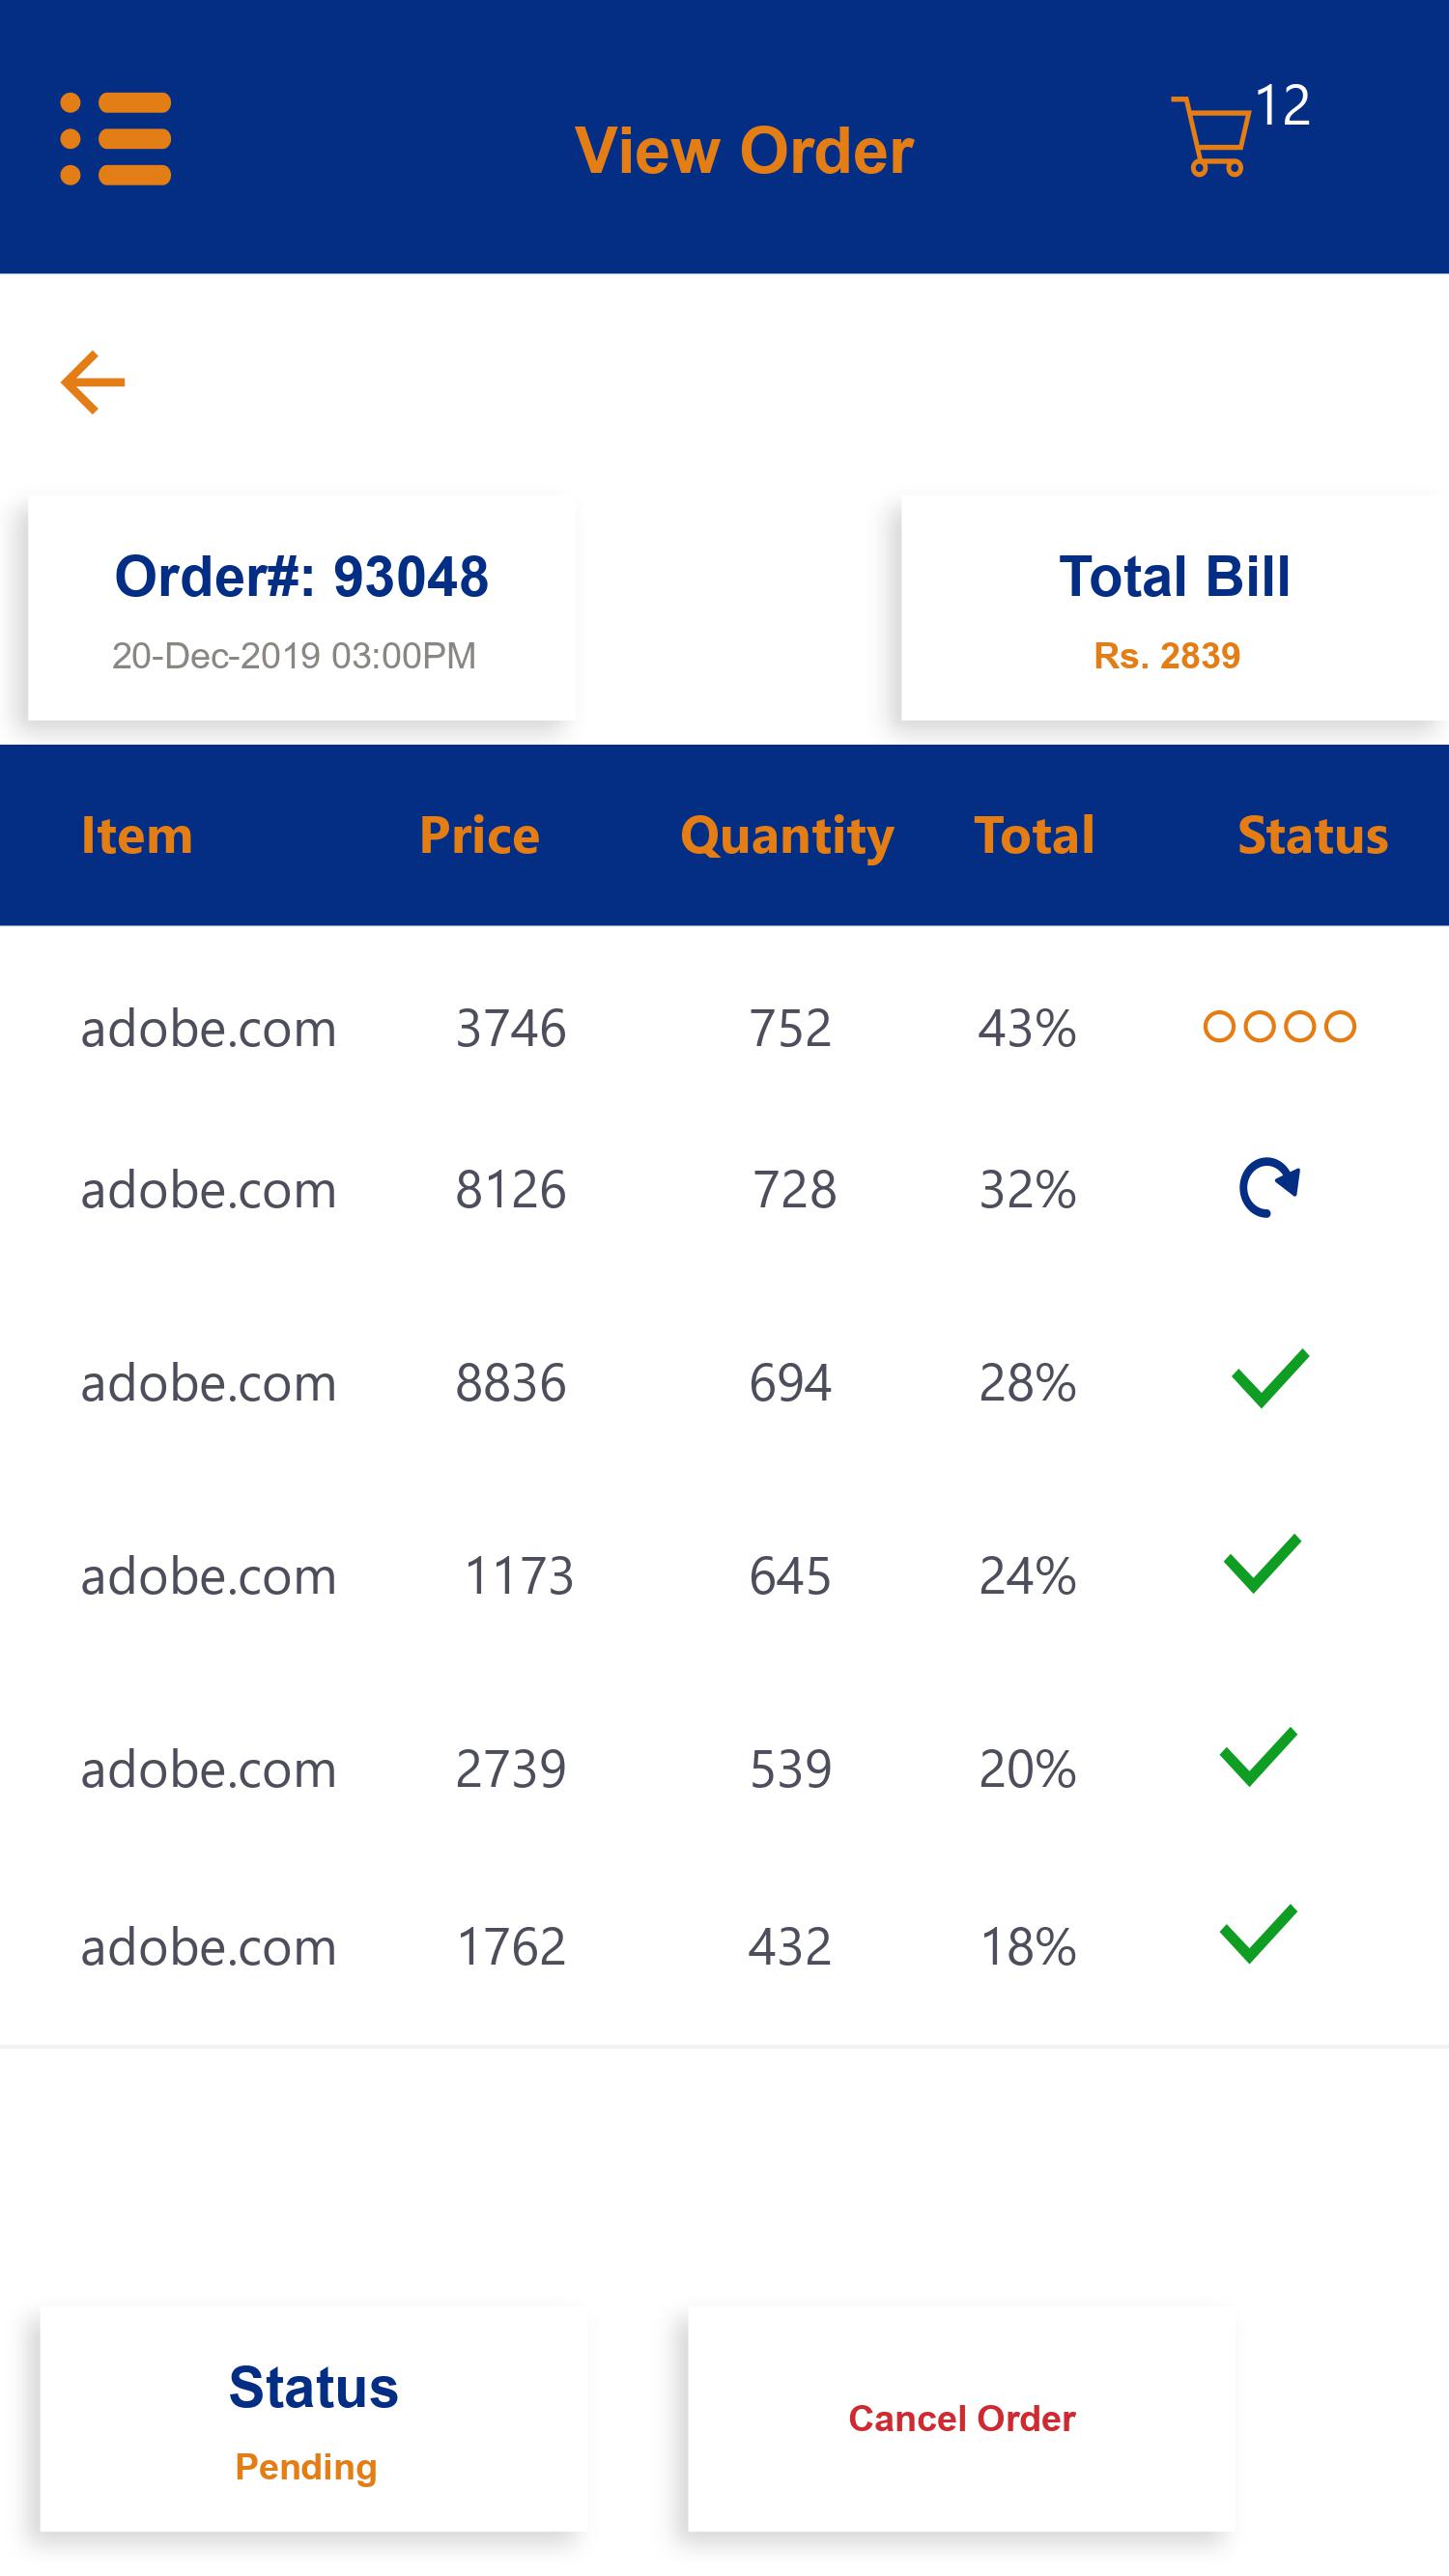 View Order 12
Order#: 93048
20-Dec-2019 03:00PM
Total Bill
Rs. 2839
Item Price Quantity Total Status
adobe.com 3746 752 43%
adobe.com 8126 728 32%
adobe.com 8836 694 28%
adobe.com 1173 645 24%
adobe.com 2739 539 20%
adobe.com 1762 432 18%
Status
Pending
Cancel Order